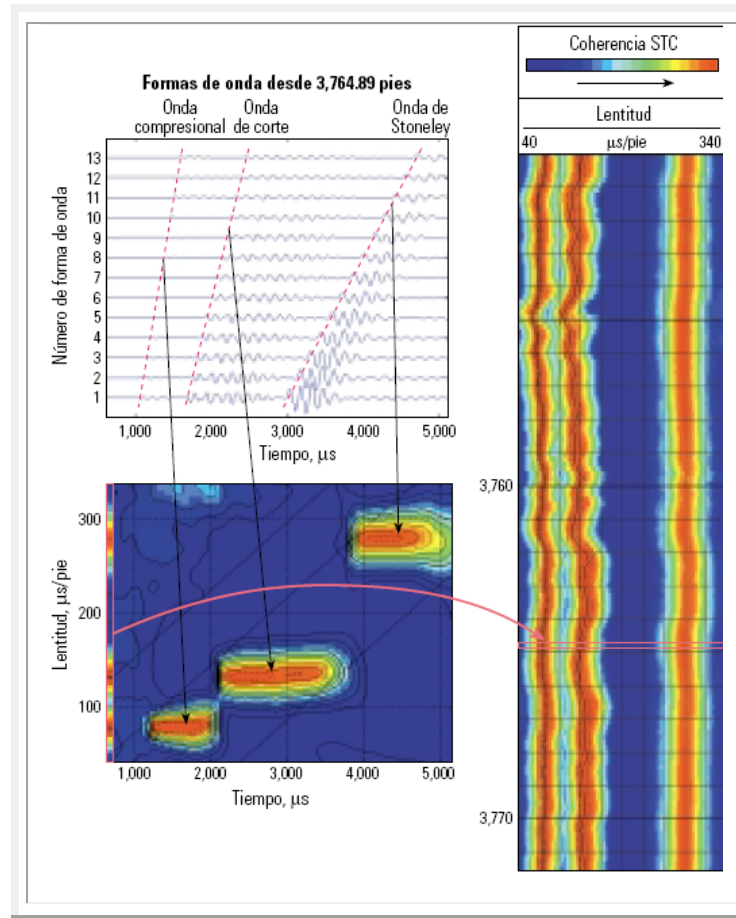 Formas de onda desde 3,764.89 pies
Onda compresional
Onda de corte
Onda de Stoneley
Número de forma de onda
13
12
11
10
9
8
7
6
5
4
3
2
1
1,000 2,000 3,000 4,000 5,000
Tiempo, µs
Lentitud, µs/pie
300
200
100
1,000 2,000 3,000 4,000 5,000
Tiempo, µs
Coherencia STC
Lentitud
40 µs/pie 340
3,760
3,770